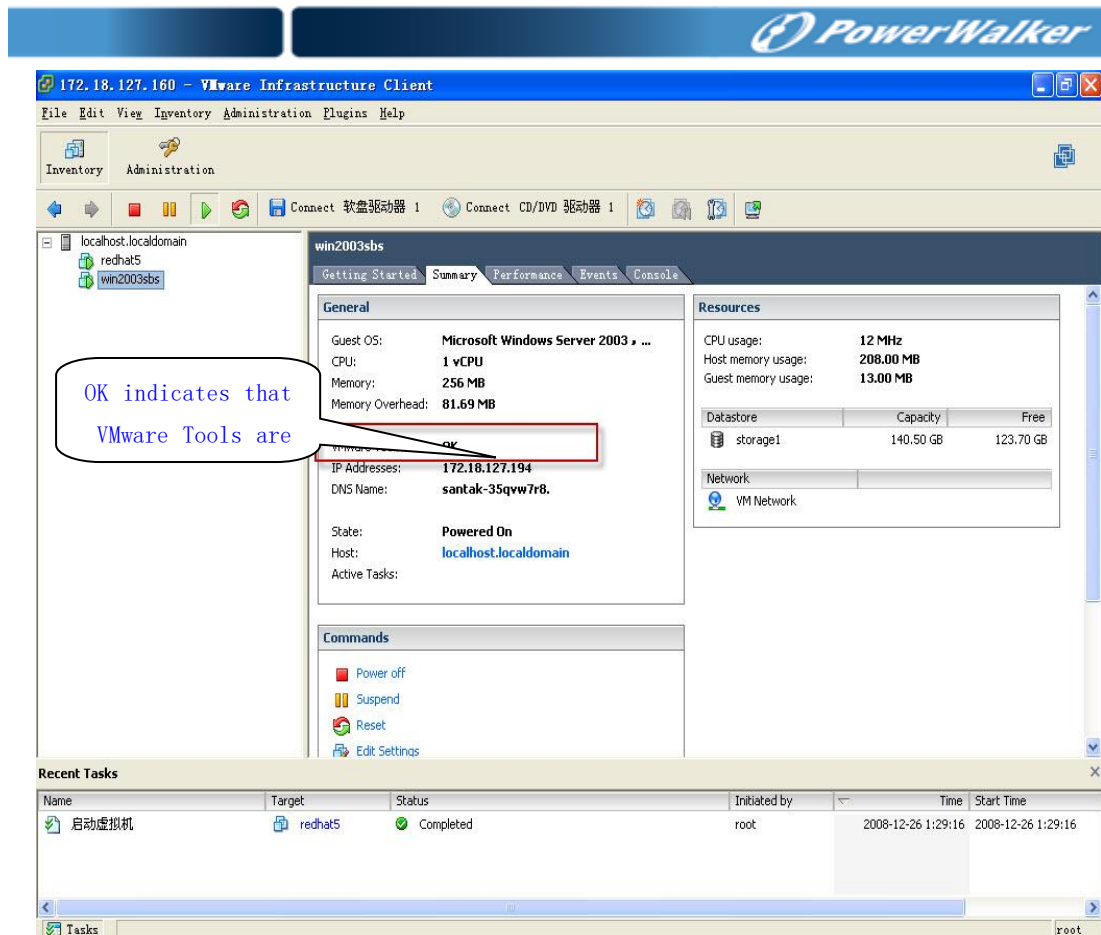 PowerWalker
172.18.127.160 - VMware Infrastructure Client
File Edit View Inventory Administration Plugins Help
Inventory Administration
Connect 软盘驱动器 1 Connect CD/DVD 驱动器 1
localhost.localdomain
redhat5
win2003sbs
win2003sbs
Getting Started Summary Performance Events Console
General
Guest OS: Microsoft Windows Server 2003, ...
CPU: 1 vCPU
Memory: 256 MB
Memory Overhead: 81.69 MB
OK
IP Addresses: 172.18.127.194
DNS Name: santak-35qvw7r8.
State: Powered On
Host: localhost.localdomain
Active Tasks:
OK indicates that
VMware Tools are
Commands
Power off
Suspend
Reset
Edit Settings
Resources
CPU usage: 12 MHz
Host memory usage: 208.00 MB
Guest memory usage: 13.00 MB
Datastore Capacity Free
storage1 140.50 GB 123.70 GB
Network
VM Network
Recent Tasks
Name Target Status Initiated by Time Start Time
启动虚拟机 redhat5 Completed root 2008-12-26 1:29:16 2008-12-26 1:29:16
Tasks root